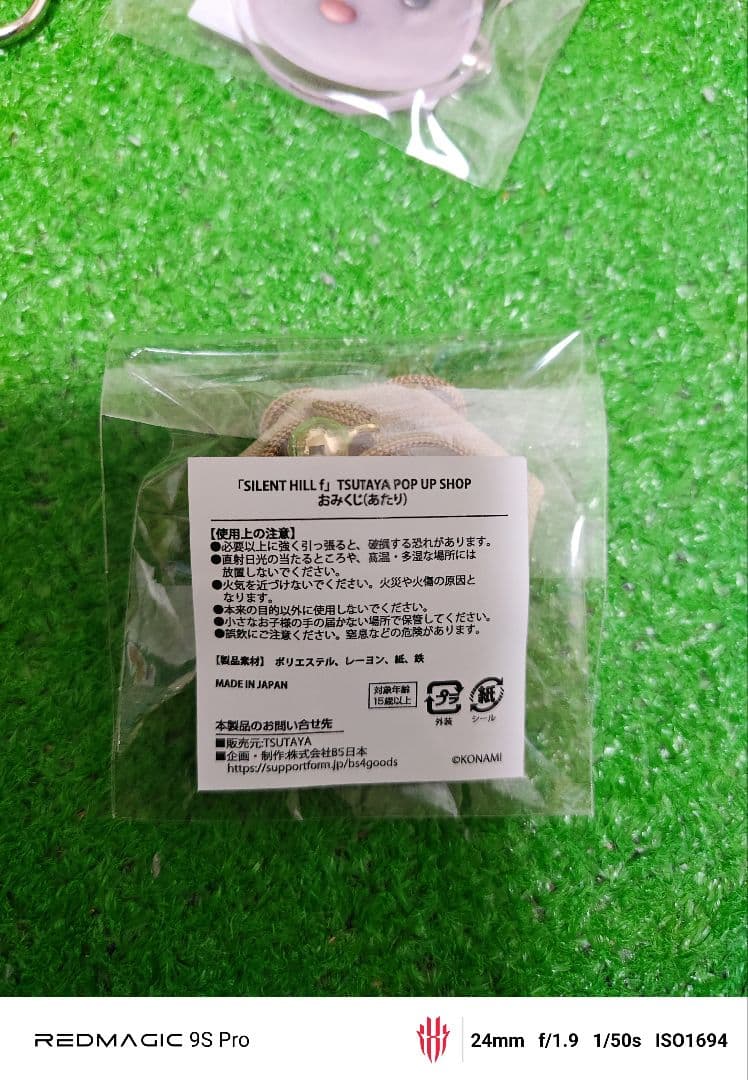 「SILENT HILL f」TSUTAYA POP UP SHOP
おみくじ(あたり)
【使用上の注意】
●必要以上に強く引っ張ると、破損する恐れがあります。
●直射日光の当たるところや、高温・多湿な場所には
放置しないでください。
●火気を近づけないでください。火災や火傷の原因と
なります。
●本来の目的以外に使用しないでください。
●小さなお子様の手の届かない場所で保管してください。
●誤飲にご注意ください。窒息などの危険があります。
【製品素材】 ポリエステル、レーヨン、紙、鉄
MADE IN JAPAN
対象年齢
15歳以上
プラ
外装
紙
シール
本製品のお問い合せ先
■販売元:TSUTAYA
■企画・制作:株式会社B5日本
https://supportform.jp/bs4goods
©KONAMI
REDMAGIC 9S Pro
24mm f/1.9 1/50s ISO1694